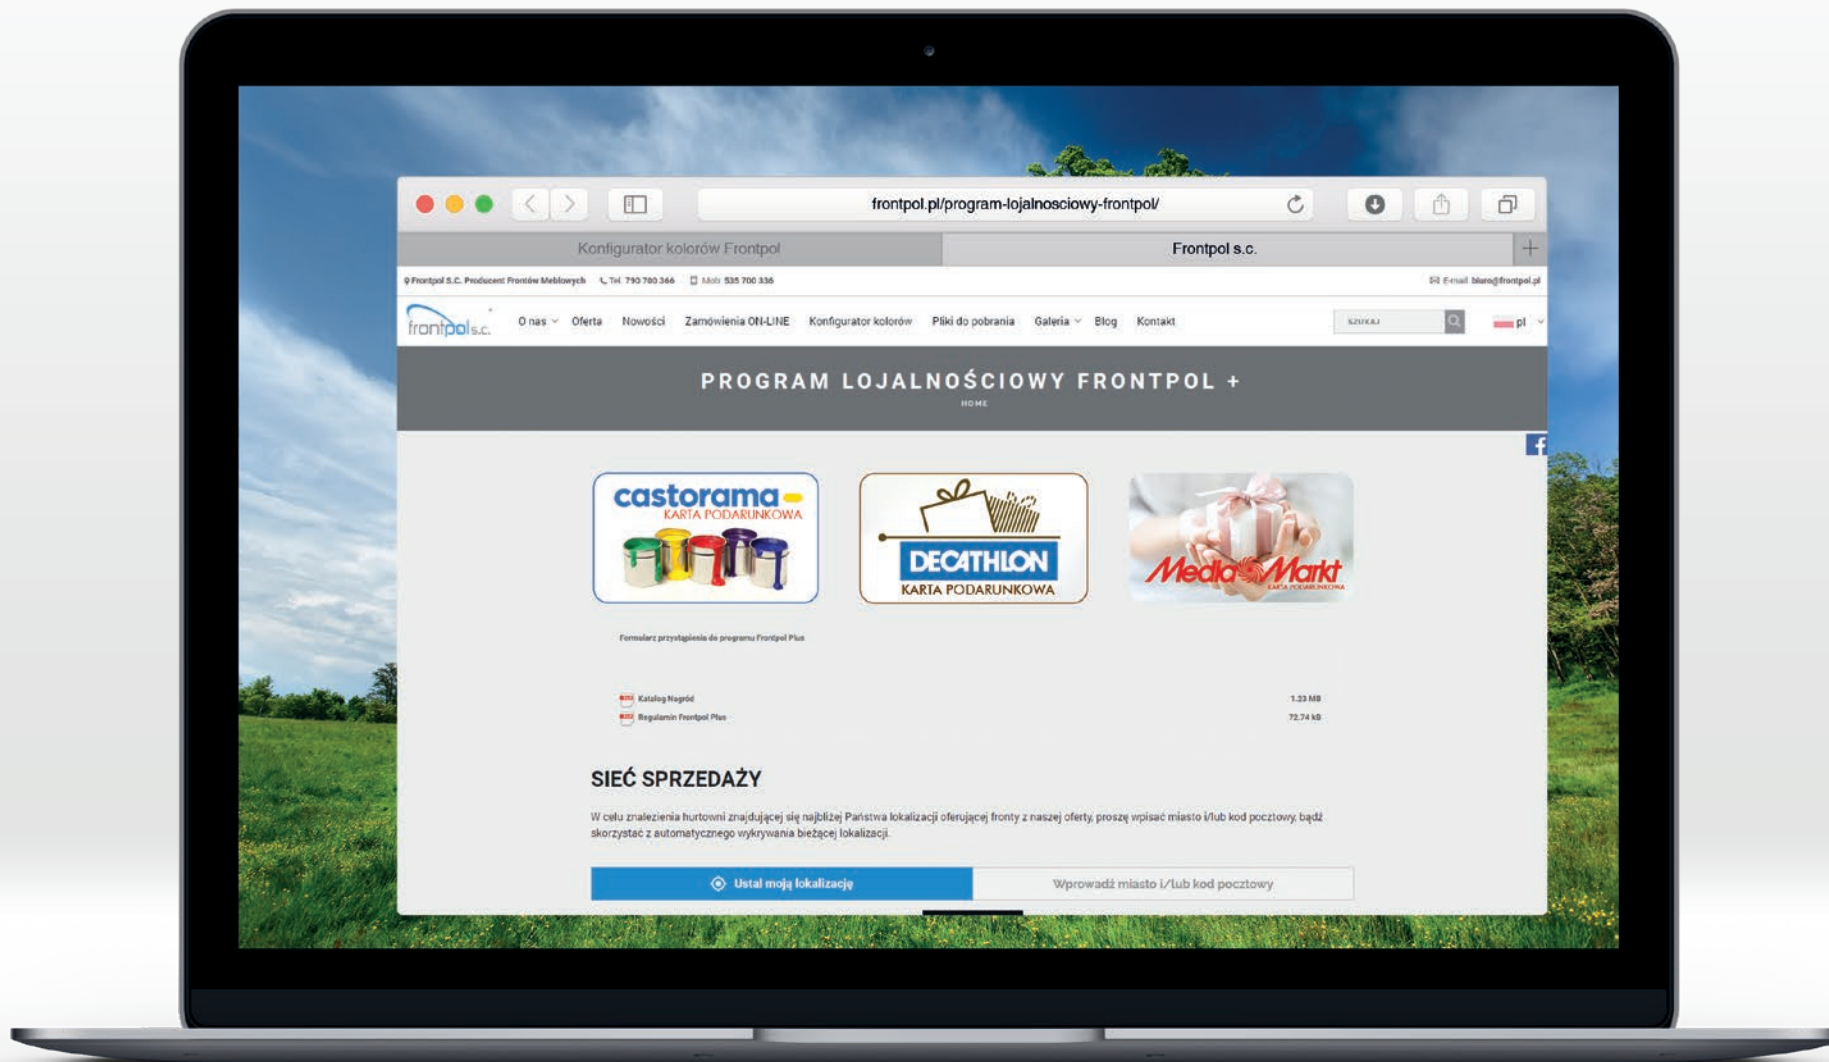 frontpol.pl/program-lojalnosciowy-frontpol/
Konfigurator kolorów Frontpol
Frontpol s.c.
Frontpol S.C. Producent Frontów Meblowych Tel. 790 700 366 Mob: 535 700 336
E-mail: biuro@frontpol.pl
frontpol s.c.
O nas Oferta Nowości Zamówienia ON-LINE Konfigurator kolorów Pliki do pobrania Galeria Blog Kontakt
SZUKAJ
pl
PROGRAM LOJALNOŚCIOWY FRONTPOL +
HOME
f
castorama
KARTA PODARUNKOWA
DECATHLON
KARTA PODARUNKOWA
Media Markt
KARTA PODARUNKOWA
Formularz przystąpienia do programu Frontpol Plus
Katalog Nagród 1.23 MB
Regulamin Frontpol Plus 72.74 kB
SIEĆ SPRZEDAŻY
W celu znalezienia hurtowni znajdującej się najbliżej Państwa lokalizacji oferującej fronty z naszej oferty, proszę wpisać miasto i/lub kod pocztowy, bądź
skorzystać z automatycznego wykrywania bieżącej lokalizacji.
Ustal moją lokalizację
Wprowadź miasto i/lub kod pocztowy